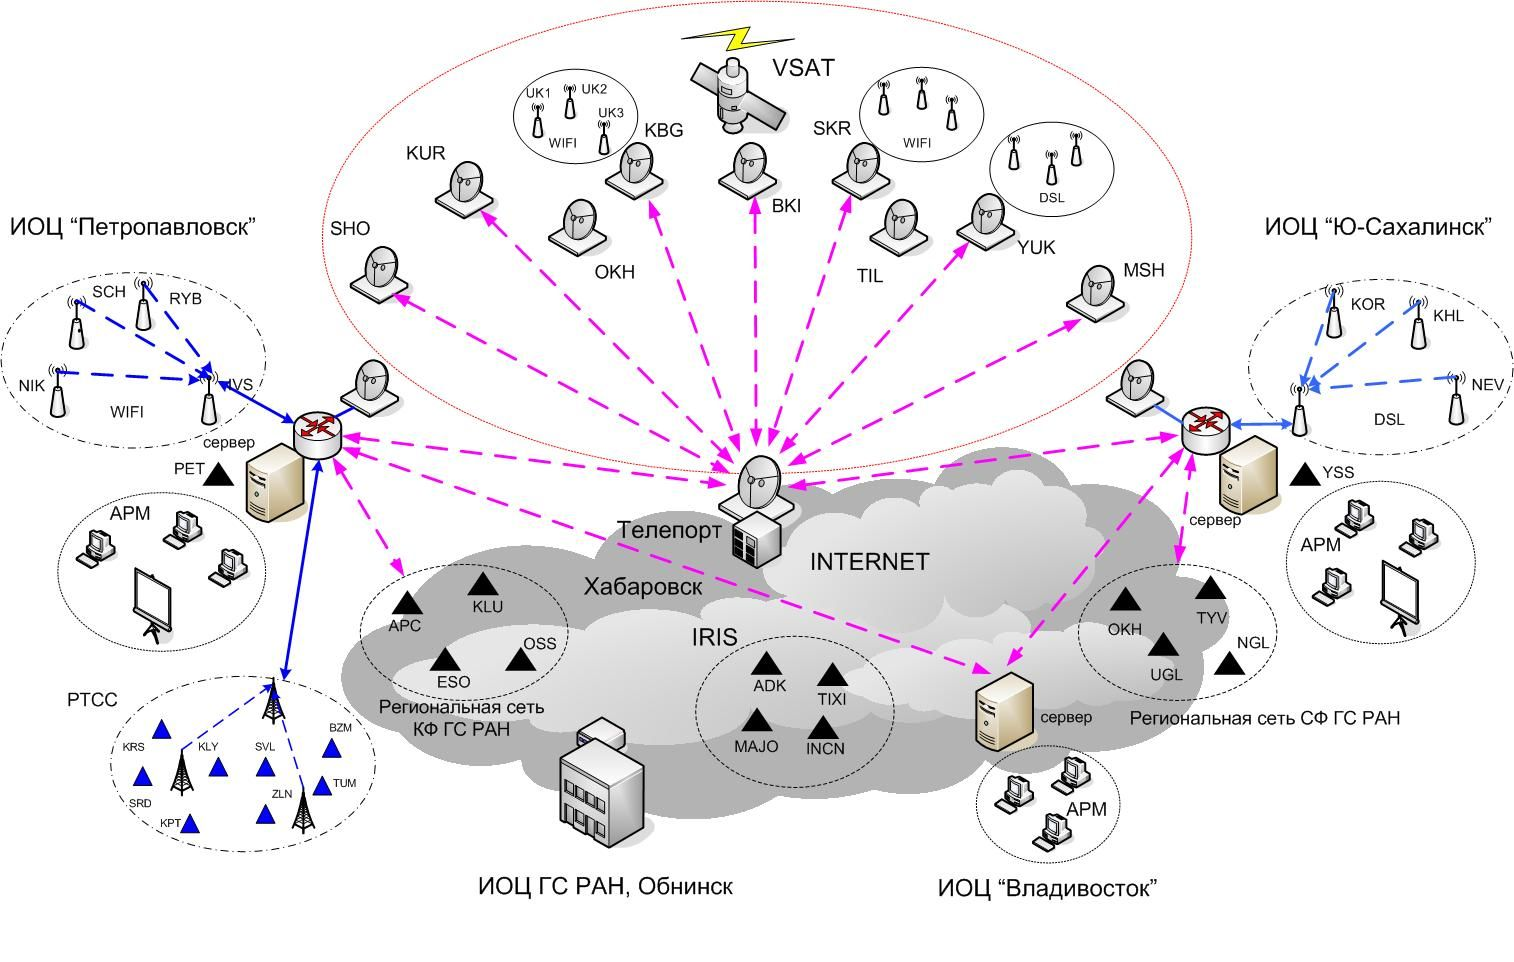 VSAT
UK1
UK2
UK3
WIFI
KBG
SKR
WIFI
KUR
BKI
DSL
SHO
OKH
TIL
YUK
MSH
ИОЦ "Петропавловск"
ИОЦ "Ю-Сахалинск"
SCH
RYB
NIK
IVS
WIFI
KOR
KHL
NEV
DSL
сервер
PET
YSS
сервер
АРМ
АРМ
Телепорт
INTERNET
Хабаровск
KLU
APC
OSS
ESO
Региональная сеть
КФ ГС РАН
IRIS
ADK
TIXI
MAJO
INCN
OKH
TYV
NGL
UGL
Региональная сеть СФ ГС РАН
сервер
РТСС
KRS
KLY
SVL
BZM
SRD
TUM
ZLN
KPT
АРМ
ИОЦ ГС РАН, Обнинск
ИОЦ "Владивосток"